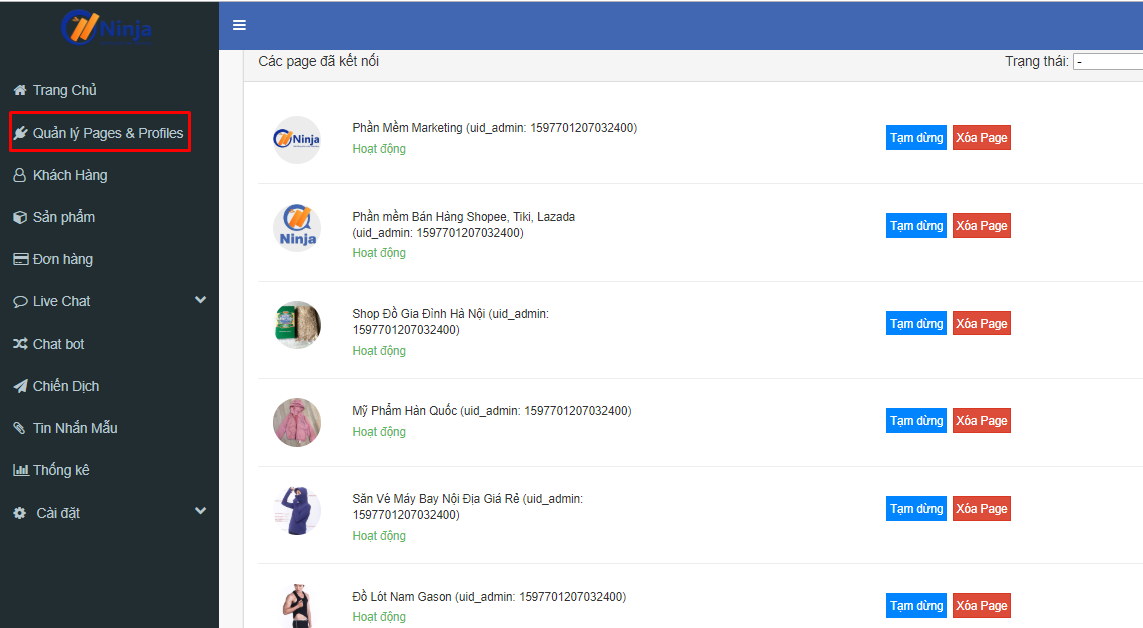 Ninja
Trang Chủ
Quản lý Pages & Profiles
Khách Hàng
Sản phẩm
Đơn hàng
Live Chat
Chat bot
Chiến Dịch
Tin Nhắn Mẫu
Thống kê
Cài đặt
Các page đã kết nối
Trạng thái: -
Ninja
Phần Mềm Marketing (uid_admin: 1597701207032400)
Hoạt động
Tạm dừng Xóa Page
Ninja
Phần mềm Bán Hàng Shopee, Tiki, Lazada
(uid_admin: 1597701207032400)
Hoạt động
Tạm dừng Xóa Page
Shop Đồ Gia Đình Hà Nội (uid_admin:
1597701207032400)
Hoạt động
Tạm dừng Xóa Page
Mỹ Phẩm Hàn Quốc (uid_admin: 1597701207032400)
Hoạt động
Tạm dừng Xóa Page
Săn Vé Máy Bay Nội Địa Giá Rẻ (uid_admin:
1597701207032400)
Hoạt động
Tạm dừng Xóa Page
Đồ Lót Nam Gason (uid_admin: 1597701207032400)
Hoạt động
Tạm dừng Xóa Page